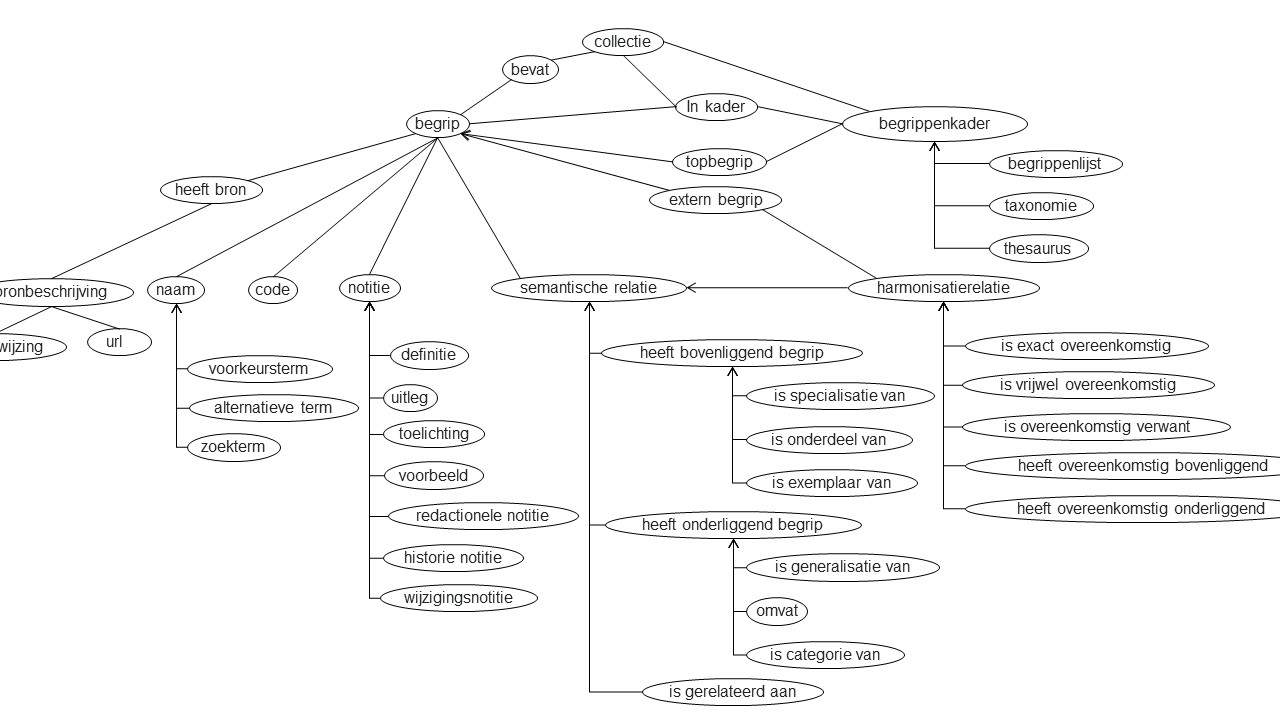 collectie
bevat
In kader
begrip
begrippenkader
topbegrip
begrippenlijst
heeft bron
extern begrip
taxonomie
thesaurus
ronbeschrijving
naam
code
notitie
semantische relatie
harmonisatierelatie
wijzing
url
definitie
heeft bovenliggend begrip
is exact overeenkomstig
voorkeursterm
is vrijwel overeenkomstig
uitleg
is specialisatie van
alternatieve term
is overeenkomstig verwant
toelichting
is onderdeel van
zoekterm
heeft overeenkomstig bovenliggend
voorbeeld
is exemplaar van
heeft overeenkomstig onderliggend
redactionele notitie
heeft onderliggend begrip
historie notitie
is generalisatie van
wijzigingsnotitie
omvat
is categorie van
is gerelateerd aan